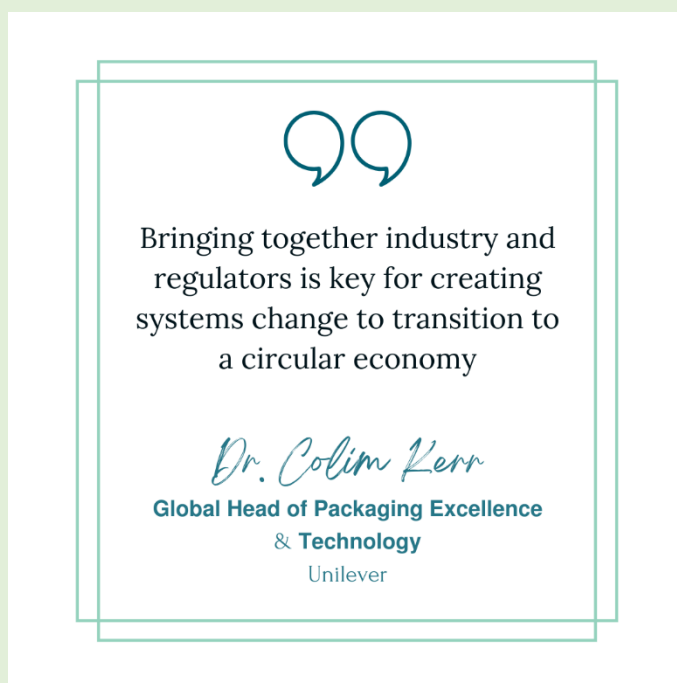 Bringing together industry and
regulators is key for creating
systems change to transition to
a circular economy
Dr. Colim Kerr
Global Head of Packaging Excellence
& Technology
Unilever